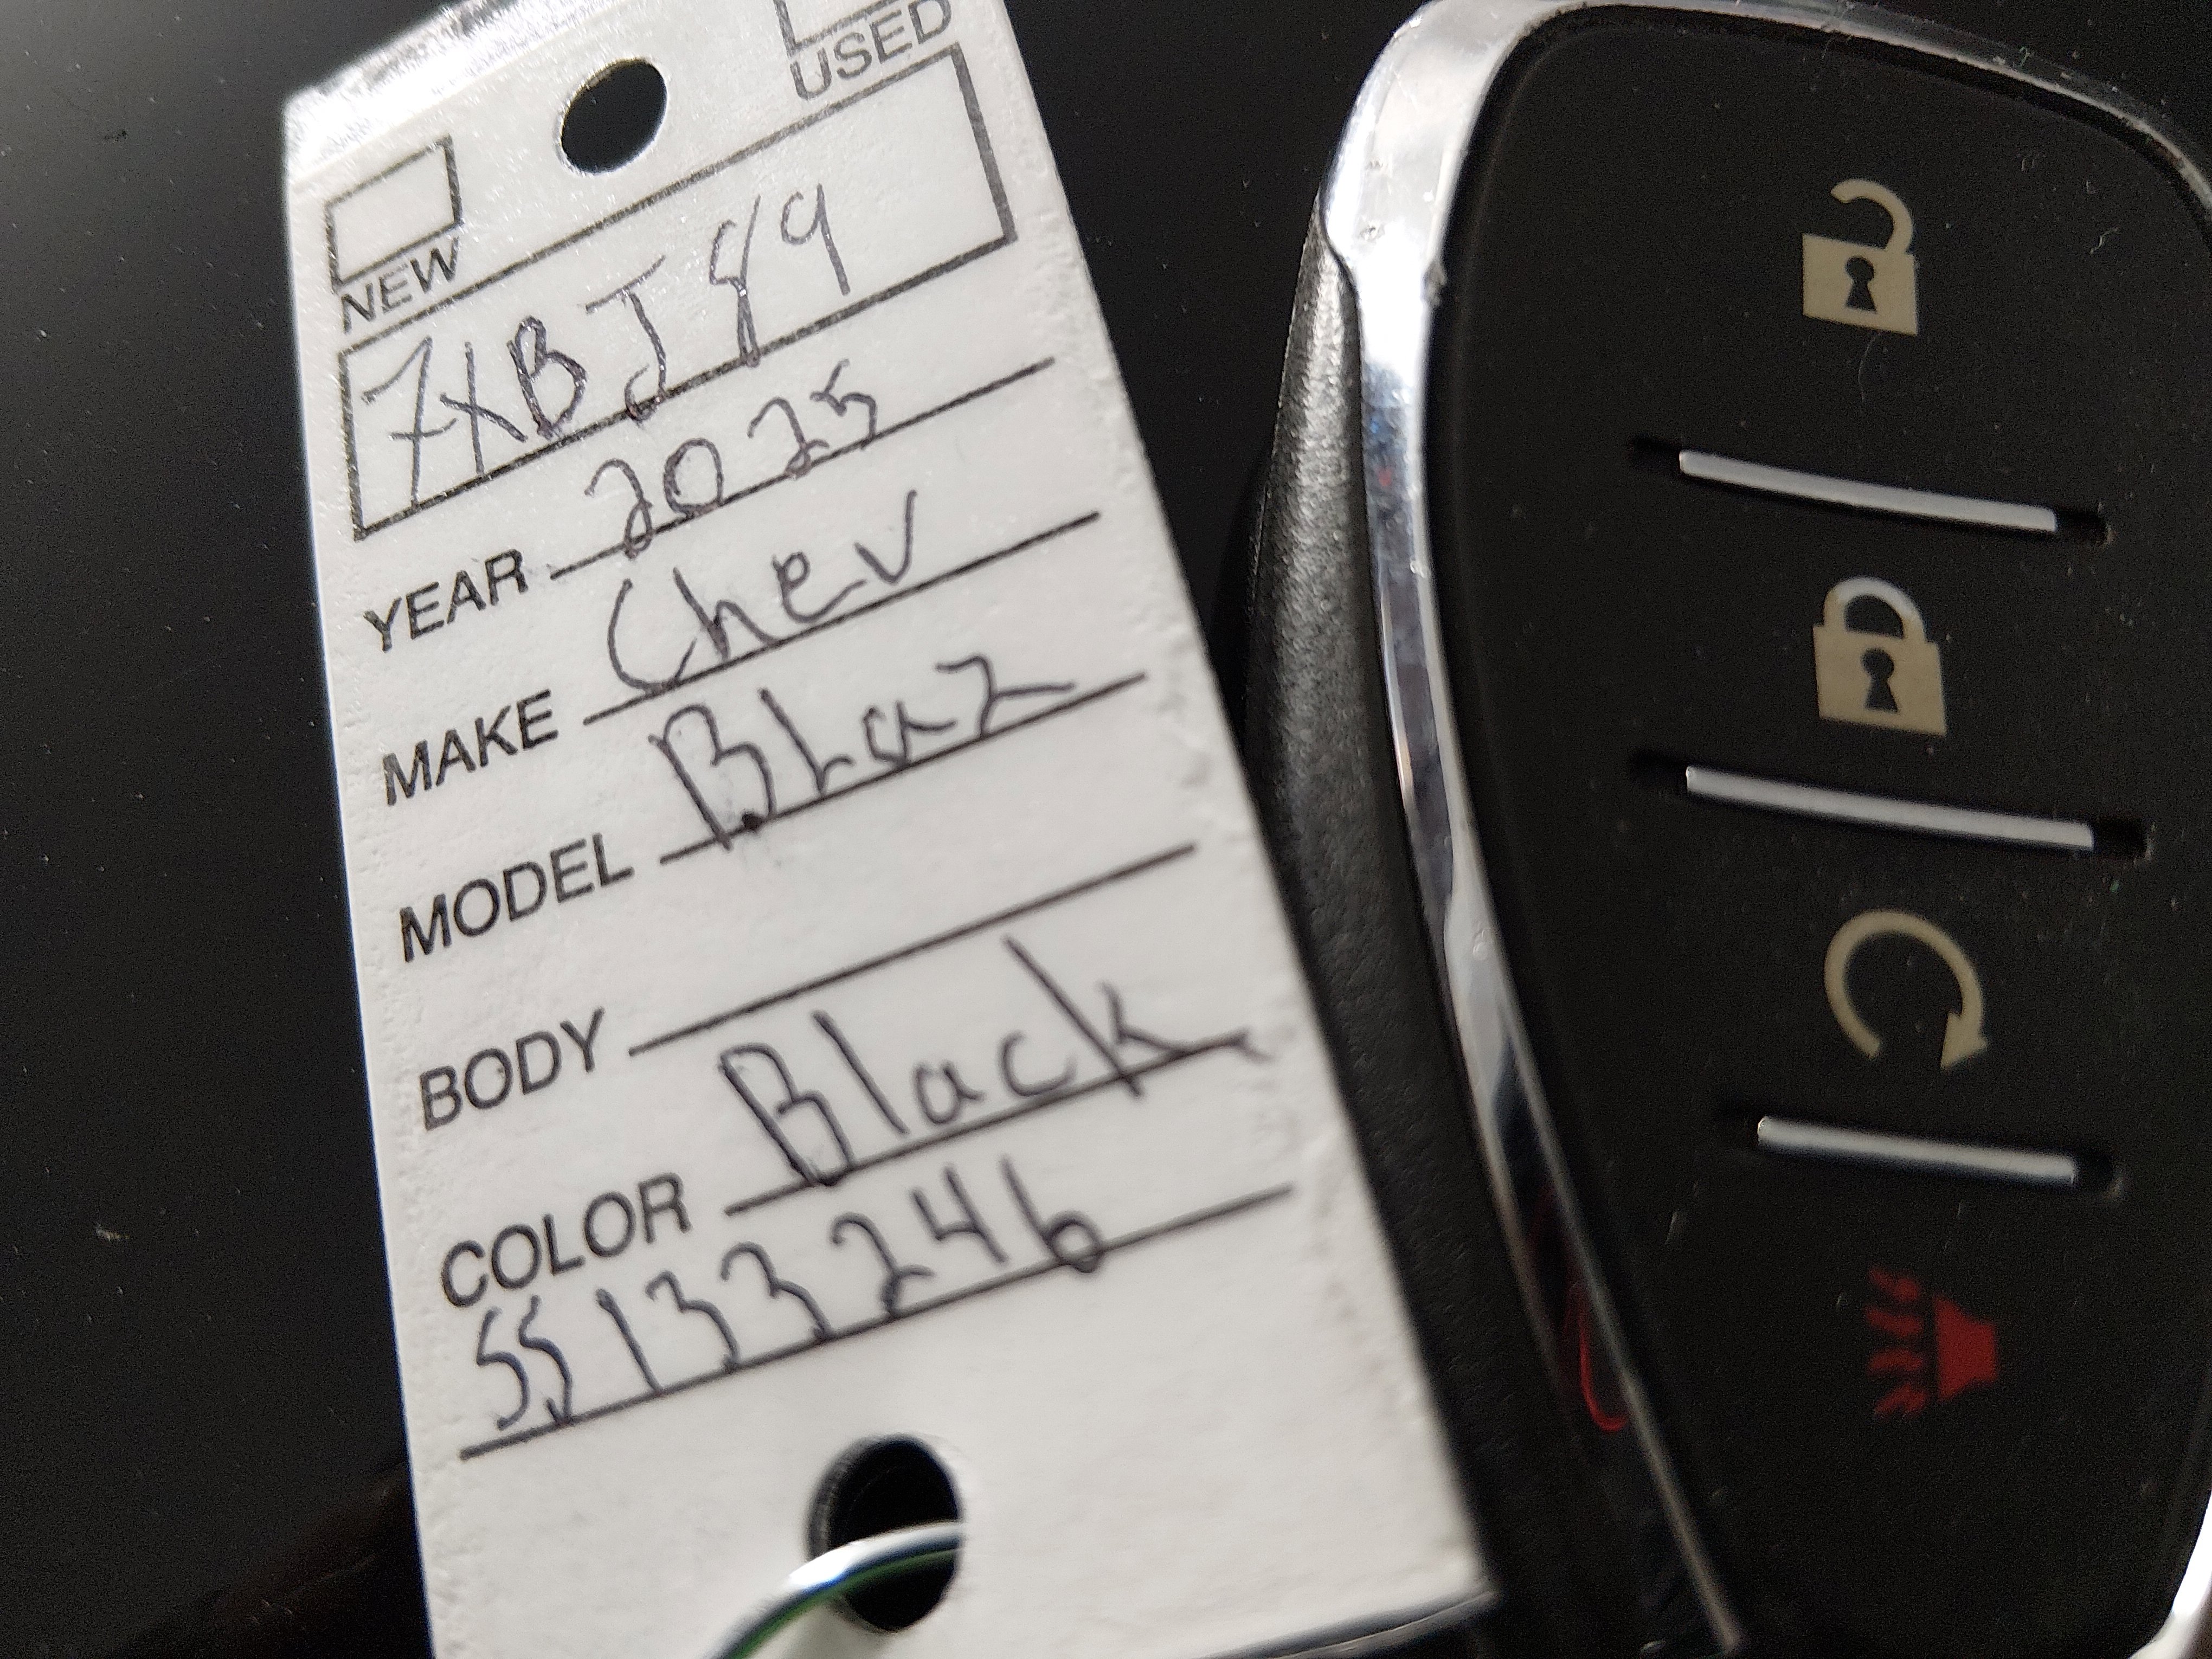 USED
NEW
7XBJ89
YEAR 2025
MAKE Chev
MODEL Blaz
BODY
COLOR Black
55133246